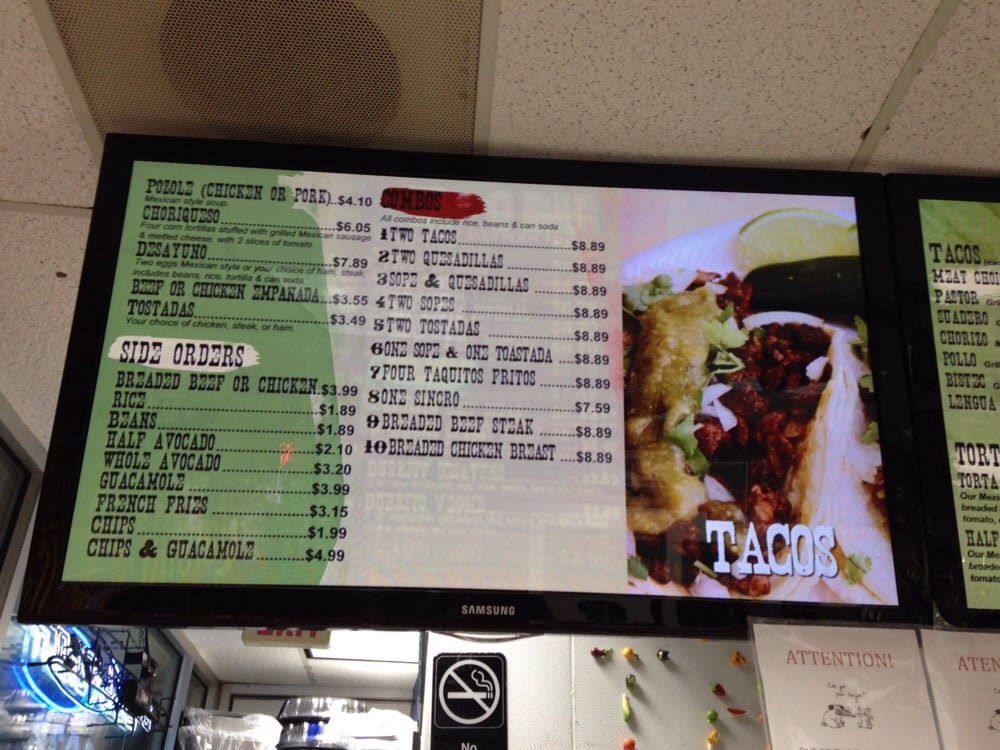 POZOLE (CHICKEN OR PORK)..$4.10
Mexican style soup.
CHORIQUESO....$6.05
Four corn tortillas stuffed with grilled Mexican sausage
& melted cheese, with 2 slices of tomato.
DESAYUNO....$7.89
Two eggs Mexican style or your choice of ham, steak,
includes beans, rice, tortilla & can soda.
BEEF OR CHICKEN EMPANADA...$3.55
TOSTADAS....$3.49
Your choice of chicken, steak, or ham.
SIDE ORDERS
BREADED BEEF OR CHICKEN.$3.99
RICE....$1.89
BEANS....$1.89
HALF AVOCADO....$2.10
WHOLE AVOCADO....$3.20
GUACAMOLE....$3.99
FRENCH FRIES....$3.15
CHIPS....$1.99
CHIPS & GUACAMOLE....$4.99
COMBOS
All combos include rice, beans & can soda
1 TWO TACOS....$8.89
2 TWO QUESADILLAS $8.89
3 SOPE & QUESADILLAS $8.89
4 TWO SOPES $8.89
5 TWO TOSTADAS $8.89
6 ONE SOPE & ONE TOASTADA ...$8.89
7 FOUR TAQUITOS FRITOS $8.89
8 ONE SINCRO $7.59
9 BREADED BEEF STEAK ....$8.89
10 BREADED CHICKEN BREAST ....$8.89
BURRITO VEGGIE
TACOS
SAMSUNG
TACOS
PASTOR
SUADERO
CHORIZO
POLLO
BISTEC
LENGUA
TORTA
Our
breaded
tomato,
HALF
Our
EXIT
No
ATTENTION!